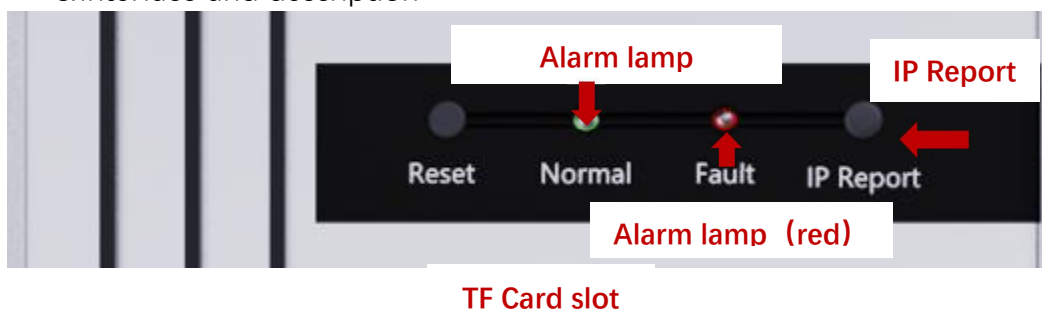 Alarm lamp
IP Report
Reset Normal Fault IP Report
Alarm lamp（red）
TF Card slot